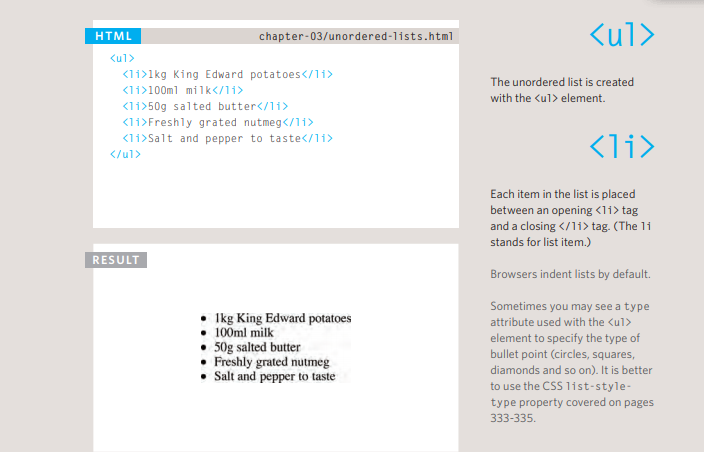 HTML
chapter-03/unordered-lists.html
<ul>
<li>1kg King Edward potatoes</li>
<li>100ml milk</li>
<li>50g salted butter</li>
<li>Freshly grated nutmeg</li>
<li>Salt and pepper to taste</li>
</ul>
RESULT
• 1kg King Edward potatoes
• 100ml milk
• 50g salted butter
• Freshly grated nutmeg
• Salt and pepper to taste
<ul>
The unordered list is created
with the <ul> element.
<li>
Each item in the list is placed
between an opening <li> tag
and a closing </li> tag. (The li
stands for list item.)
Browsers indent lists by default.
Sometimes you may see a type
attribute used with the <ul>
element to specify the type of
bullet point (circles, squares,
diamonds and so on). It is better
to use the CSS list-style-
type property covered on pages
333-335.